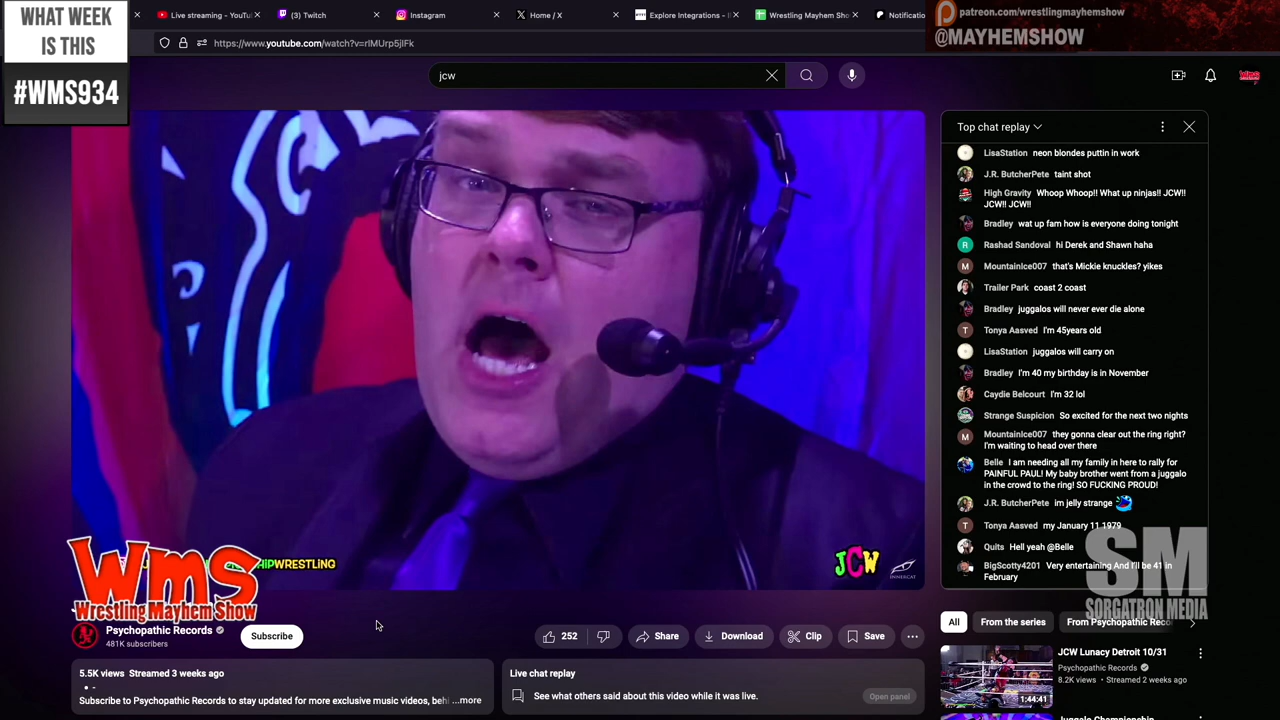 WHAT WEEK
IS THIS
#WMS934
Live streaming - YouTu
(3) Twitch
Instagram
Home / X
Explore Integrations - I
Wrestling Mayhem Sh
Notification
https://www.youtube.com/watch?v=rIMUrp5jIFk
patreon.com/wrestlingmayhemshow
@MAYHEMSHOW
jcw
Top chat replay
LisaStation neon blondes puttin in work
J.R. ButcherPete taint shot
High Gravity Whoop Whoop!! What up ninjas!! JCW!!
JCW!! JCW!!
Bradley wat up fam how is everyone doing tonight
R Rashad Sandoval hi Derek and Shawn haha
M MountainIce007 that's Mickie knuckles? yikes
Trailer Park coast 2 coast
Bradley juggalos will never ever die alone
T Tonya Aasved I'm 45years old
LisaStation juggalos will carry on
Bradley I'm 40 my birthday is in November
Caydie Belcourt I'm 32 lol
Strange Suspicion So excited for the next two nights
M MountainIce007 they gonna clear out the ring right?
I'm waiting to head over there
Belle I am needing all my family in here to rally for
PAINFUL PAUL! My baby brother went from a juggalo
in the crowd to the ring! SO FUCKING PROUD!
J.R. ButcherPete im jelly strange
T Tonya Aasved my January 11 1979
Quits Hell yeah @Belle
BigScotty4201 Very entertaining And I'll be 41 in
February
HIPWRESTLING
JCW
IMMERCAT
WMS
Wrestling Mayhem Show
SM
SORGATRON MEDIA
Psychopathic Records
481K subscribers
Subscribe
252
Share
Download
Clip
Save
All
From the series
From Psychopathic Reco
5.5K views Streamed 3 weeks ago
Subscribe to Psychopathic Records to sta
usive mus
videos, beh
...more
Live chat replay
See what others said about this video while it was live.
Open panel
JCW Lunacy Detroit 10/31
Psychopathic Records
8.2K views • Streamed 2 weeks ago
1:44:41
Juggalo Championship